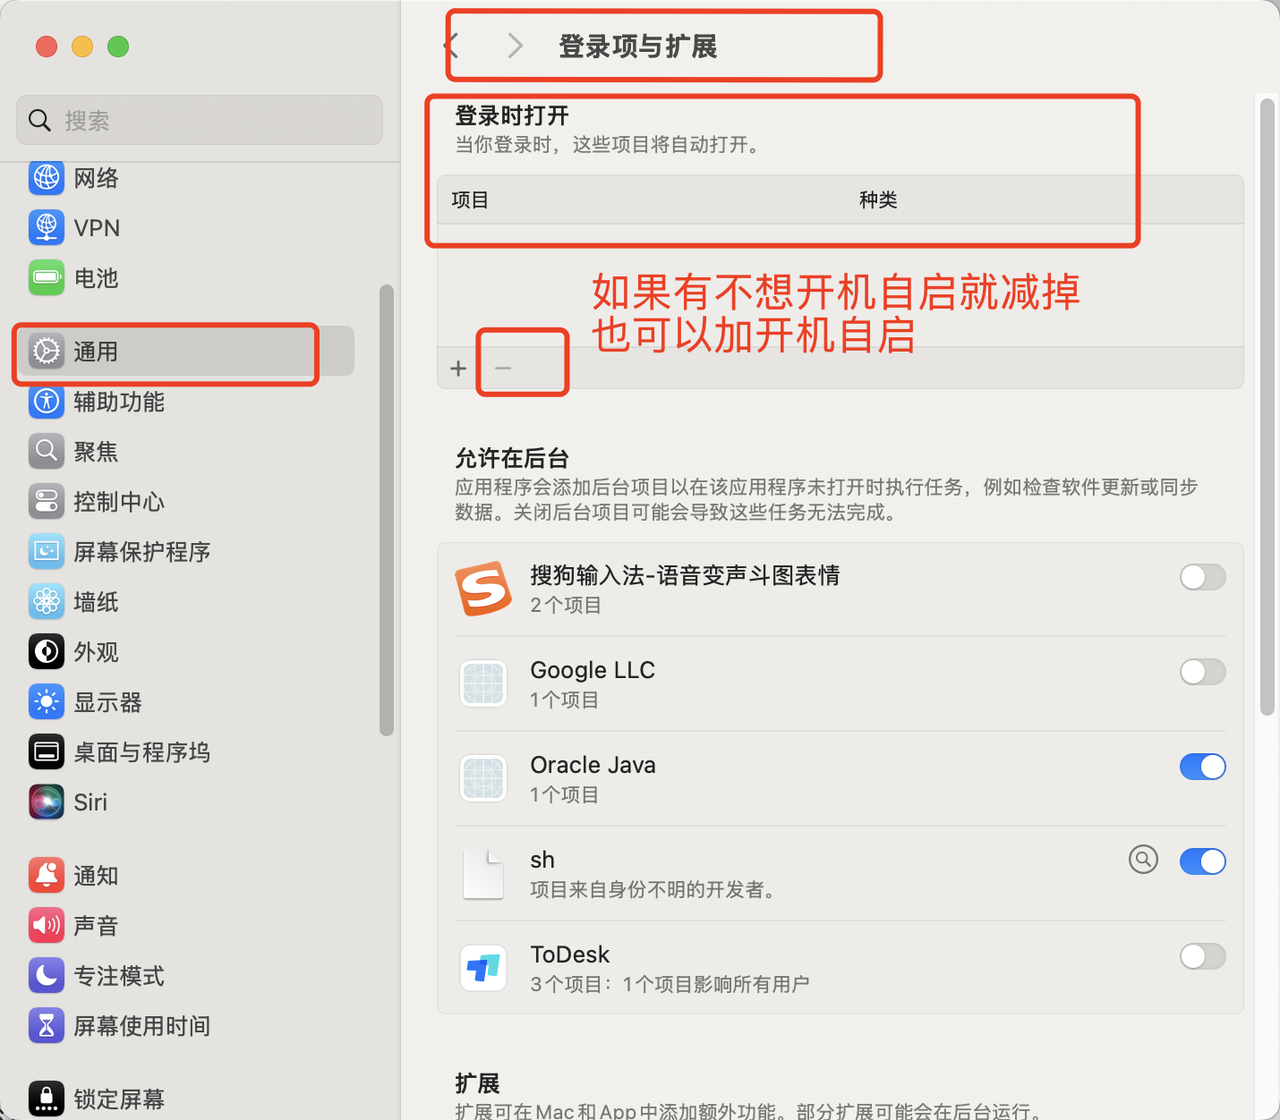 登录项与扩展
搜索
网络
VPN
电池
通用
辅助功能
聚焦
控制中心
屏幕保护程序
墙纸
外观
显示器
桌面与程序坞
Siri
通知
声音
专注模式
屏幕使用时间
锁定屏幕
登录时打开
当你登录时，这些项目将自动打开。
项目 种类
如果有不想开机自启就减掉
也可以加开机自启
允许在后台
应用程序会添加后台项目以在该应用程序未打开时执行任务，例如检查软件更新或同步
数据。关闭后台项目可能会导致这些任务无法完成。
搜狗输入法-语音变声斗图表情
2个项目
Google LLC
1个项目
Oracle Java
1个项目
sh
项目来自身份不明的开发者。
ToDesk
3个项目：1个项目影响所有用户
扩展
扩展可在Mac和App中添加额外功能。部分扩展可能会在后台运行。